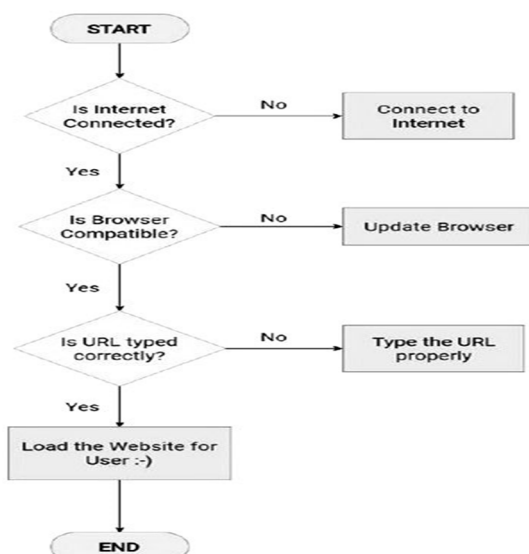 START
Is Internet
Connected?
No
Connect to
Internet
Yes
Is Browser
Compatible?
No
Update Browser
Yes
Is URL typed
correctly?
No
Type the URL
properly
Yes
Load the Website for
User :-)
END